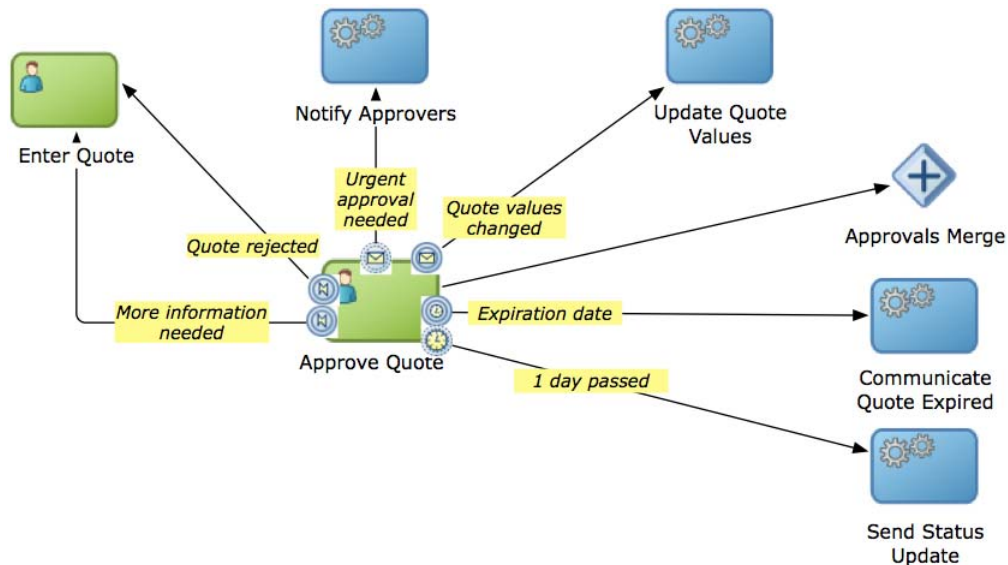 Notify Approvers
Update Quote
Values
Enter Quote
Urgent
approval
needed
Quote values
changed
Quote rejected
Approvals Merge
More information
needed
Expiration date
Approve Quote
1 day passed
Communicate
Quote Expired
Send Status
Update